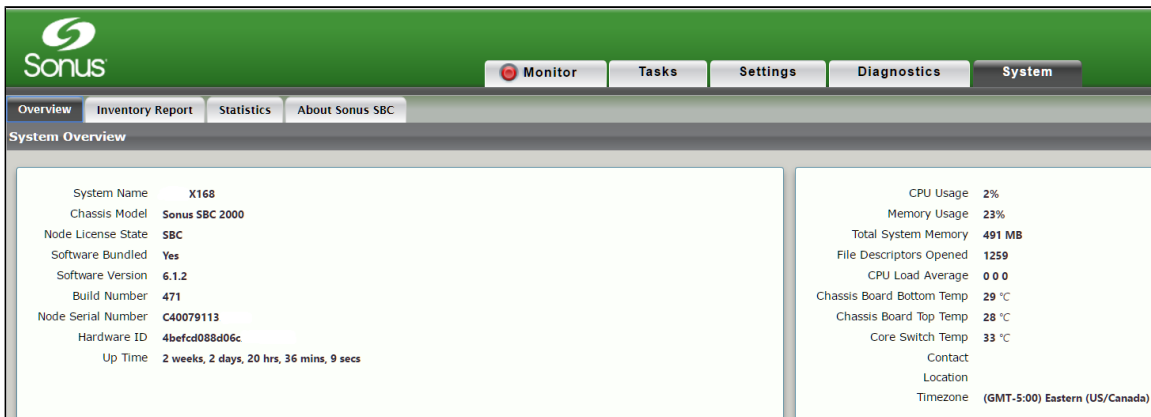 Sonus
Monitor Tasks Settings Diagnostics System
Overview Inventory Report Statistics About Sonus SBC
System Overview
System Name X168
Chassis Model Sonus SBC 2000
Node License State SBC
Software Bundled Yes
Software Version 6.1.2
Build Number 471
Node Serial Number C40079113
Hardware ID 4befcd088d06c
Up Time 2 weeks, 2 days, 20 hrs, 36 mins, 9 secs
CPU Usage 2%
Memory Usage 23%
Total System Memory 491 MB
File Descriptors Opened 1259
CPU Load Average 0 0 0
Chassis Board Bottom Temp 29 °C
Chassis Board Top Temp 28 °C
Core Switch Temp 33 °C
Contact
Location
Timezone (GMT-5:00) Eastern (US/Canada)